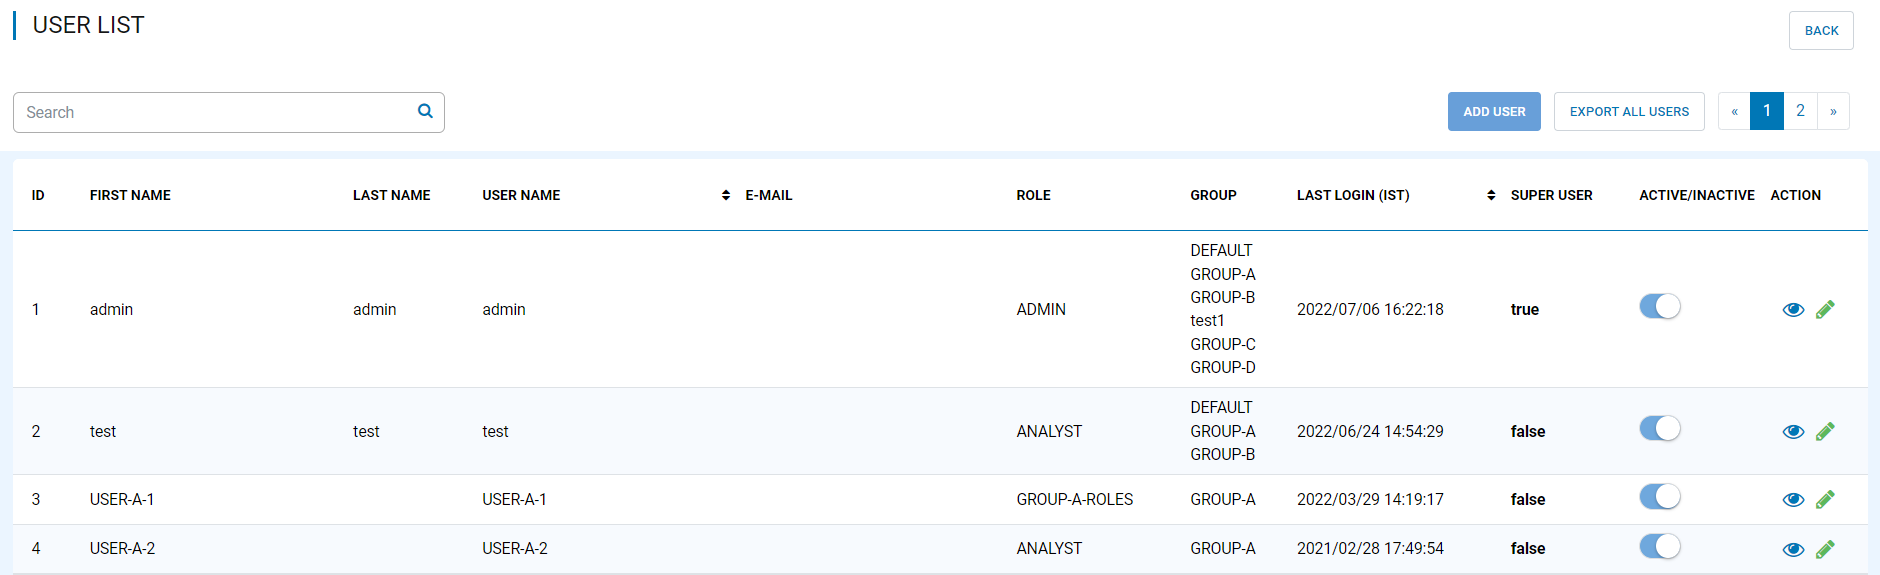 USER LIST
BACK
Search
ADD USER EXPORT ALL USERS « 1 2 »
ID FIRST NAME LAST NAME USER NAME E-MAIL ROLE GROUP LAST LOGIN (IST) SUPER USER ACTIVE/INACTIVE ACTION
1 admin admin admin ADMIN DEFAULT
GROUP-A
GROUP-B
test1
GROUP-C
GROUP-D
2022/07/06 16:22:18 true
2 test test test ANALYST DEFAULT
GROUP-A
GROUP-B
2022/06/24 14:54:29 false
3 USER-A-1 USER-A-1 GROUP-A-ROLES GROUP-A 2022/03/29 14:19:17 false
4 USER-A-2 USER-A-2 ANALYST GROUP-A 2021/02/28 17:49:54 false